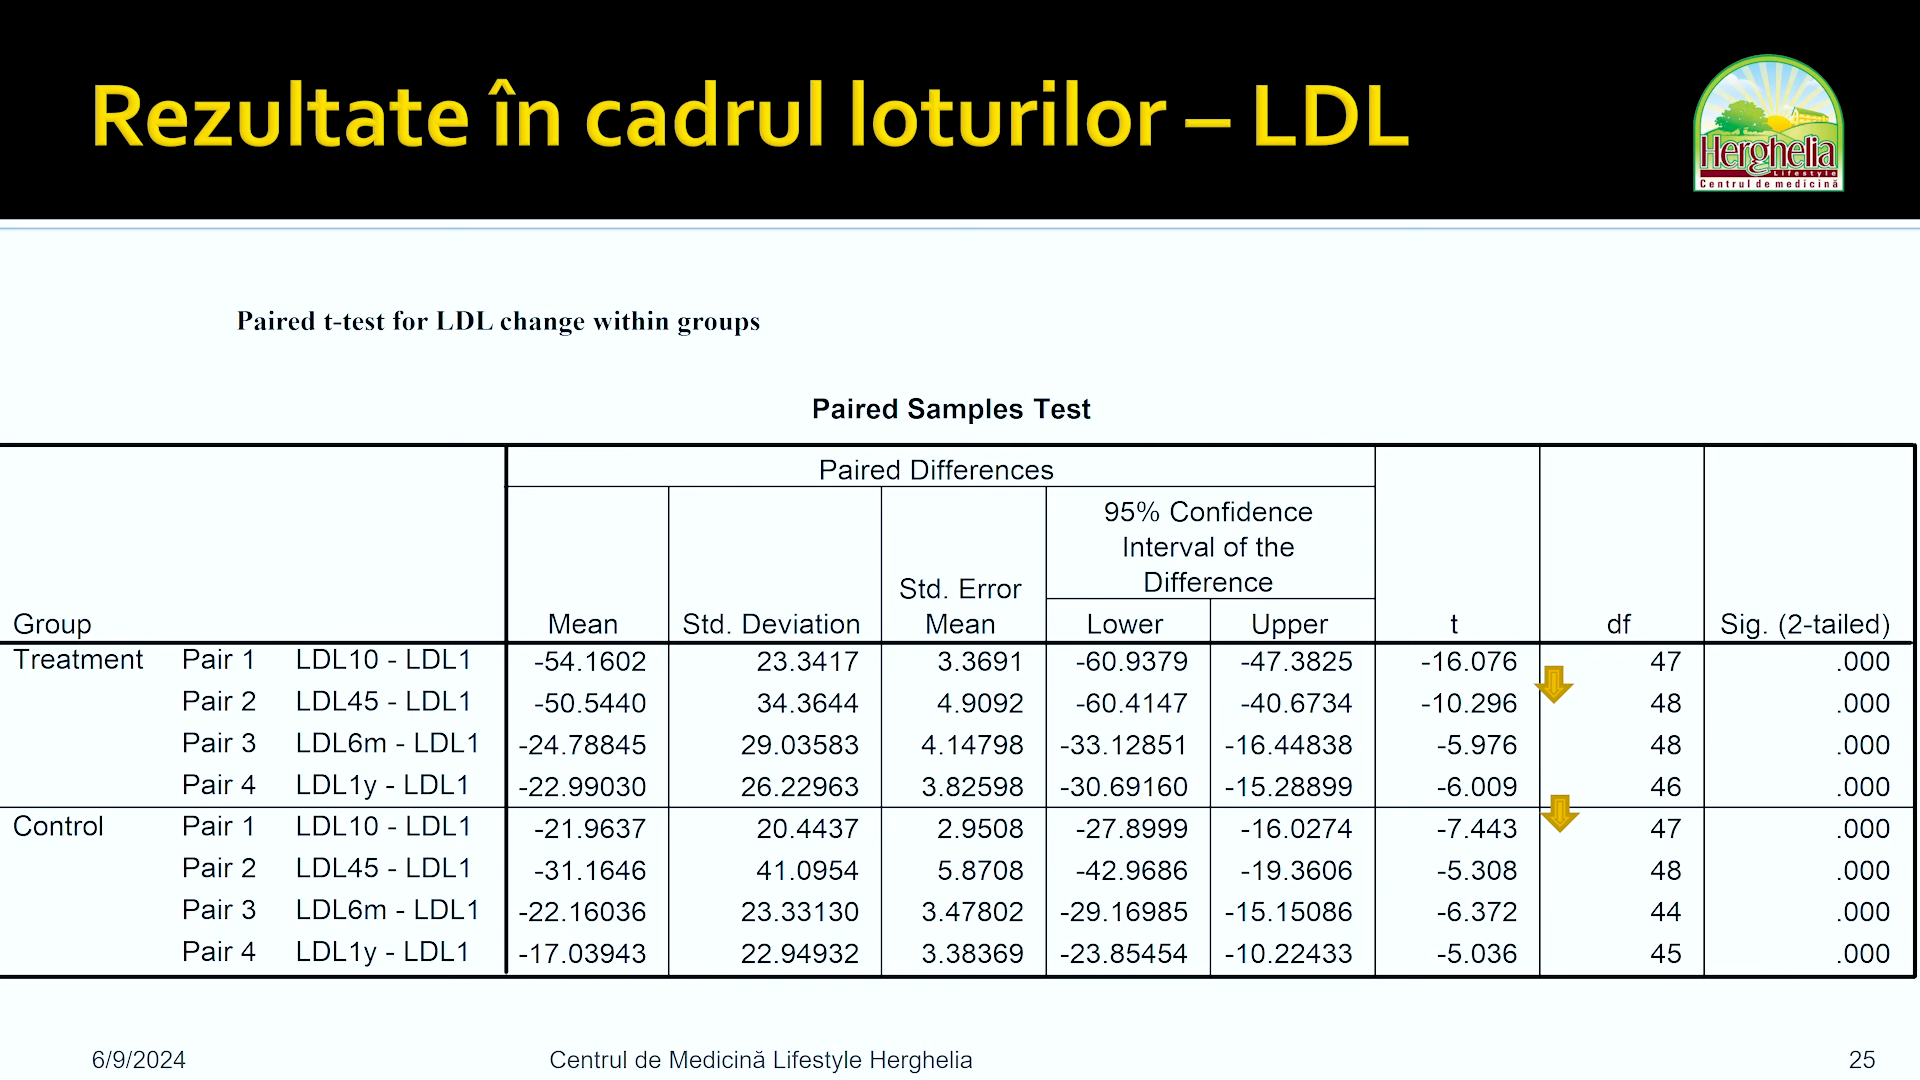 Rezultate în cadrul loturilor – LDL
Herghelia
Lifestyle
Centrul de medicină
Paired t-test for LDL change within groups
Paired Samples Test
Paired Differences
95% Confidence
Interval of the
Difference
Std. Error
Group Mean Std. Deviation Mean Lower Upper t df Sig. (2-tailed)
Treatment Pair 1 LDL10 - LDL1 -54.1602 23.3417 3.3691 -60.9379 -47.3825 -16.076 47 .000
Pair 2 LDL45 - LDL1 -50.5440 34.3644 4.9092 -60.4147 -40.6734 -10.296 48 .000
Pair 3 LDL6m - LDL1 -24.78845 29.03583 4.14798 -33.12851 -16.44838 -5.976 48 .000
Pair 4 LDL1y - LDL1 -22.99030 26.22963 3.82598 -30.69160 -15.28899 -6.009 46 .000
Control Pair 1 LDL10 - LDL1 -21.9637 20.4437 2.9508 -27.8999 -16.0274 -7.443 47 .000
Pair 2 LDL45 - LDL1 -31.1646 41.0954 5.8708 -42.9686 -19.3606 -5.308 48 .000
Pair 3 LDL6m - LDL1 -22.16036 23.33130 3.47802 -29.16985 -15.15086 -6.372 44 .000
Pair 4 LDL1y - LDL1 -17.03943 22.94932 3.38369 -23.85454 -10.22433 -5.036 45 .000
6/9/2024 Centrul de Medicină Lifestyle Herghelia 25